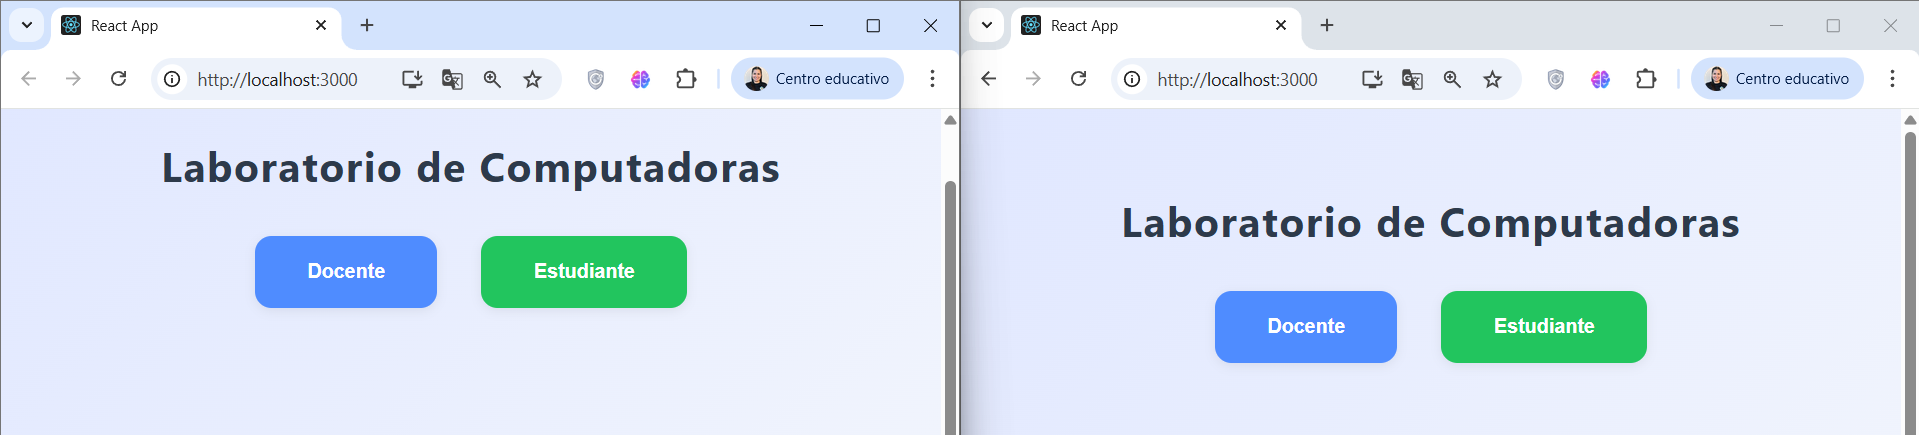 React App
http://localhost:3000
Centro educativo
Laboratorio de Computadoras
Docente
Estudiante
React App
http://localhost:3000
Centro educativo
Laboratorio de Computadoras
Docente
Estudiante